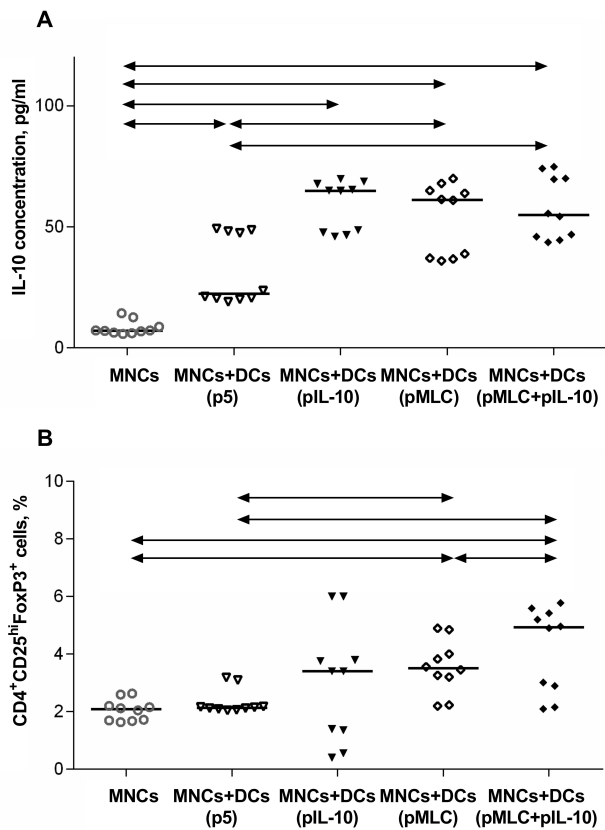 A
IL-10 concentration, pg/ml
100
50
0
MNCs
MNCs+DCs
(p5)
MNCs+DCs
(pIL-10)
MNCs+DCs
(pMLC)
MNCs+DCs
(pMLC+pIL-10)
B
CD4⁺CD25ʰⁱFoxP3⁺ cells, %
10
8
6
4
2
0
MNCs
MNCs+DCs
(p5)
MNCs+DCs
(pIL-10)
MNCs+DCs
(pMLC)
MNCs+DCs
(pMLC+pIL-10)